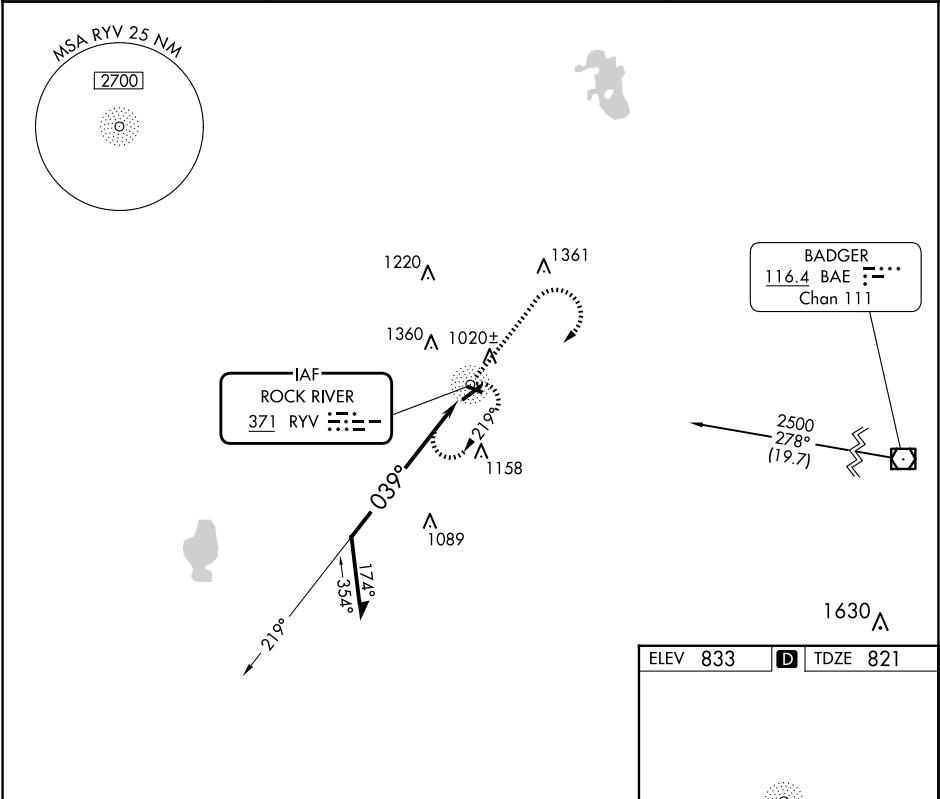 MSA RYV 25 NM
2700
1220
1361
1360
1020±
BADGER
116.4 BAE
Chan 111
IAF
ROCK RIVER
371 RYV
219°
1158
2500
278°
(19.7)
039°
1089
174°
354°
219°
1630
ELEV 833 D TDZE 821